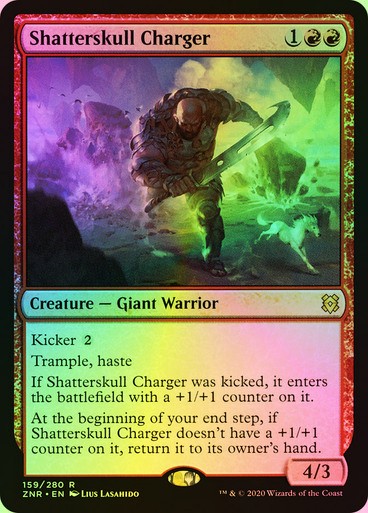 Shatterskull Charger 1
Creature — Giant Warrior
Kicker 2
Trample, haste
If Shatterskull Charger was kicked, it enters
the battlefield with a +1/+1 counter on it.
At the beginning of your end step, if
Shatterskull Charger doesn't have a +1/+1
counter on it, return it to its owner's hand.
4/3
159/280 R
ZNR • EN Lius Lasahido ™ & © 2020 Wizards of the Coast